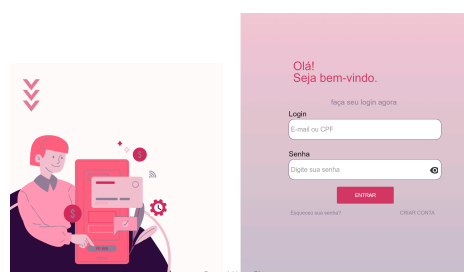 Olá!
Seja bem-vindo.
faça seu login agora
Login
E-mail ou CPF
Senha
Digite sua senha
ENTRAR
Esqueceu sua senha?
CRIAR CONTA